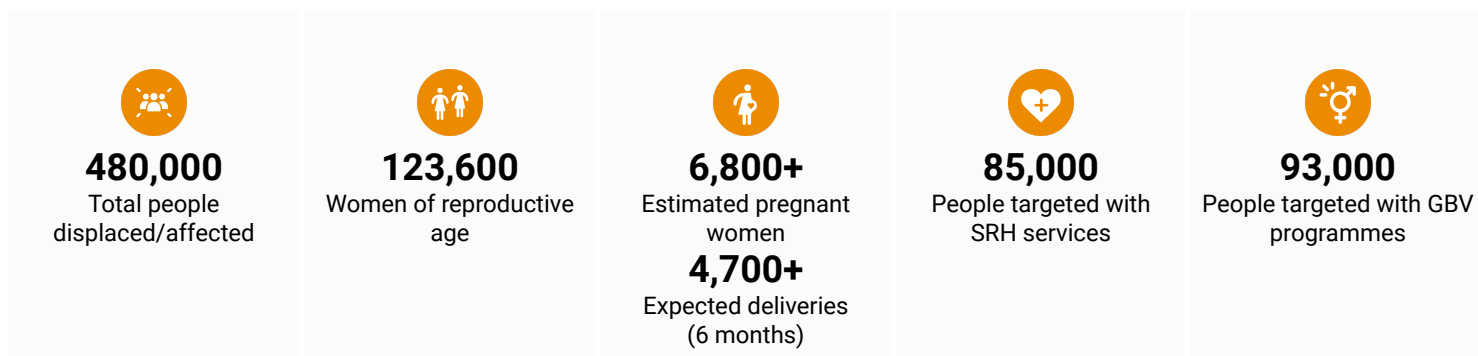 480,000
Total people
displaced/affected
123,600
Women of reproductive
age
6,800+
Estimated pregnant
women
4,700+
Expected deliveries
(6 months)
85,000
People targeted with
SRH services
93,000
People targeted with GBV
programmes